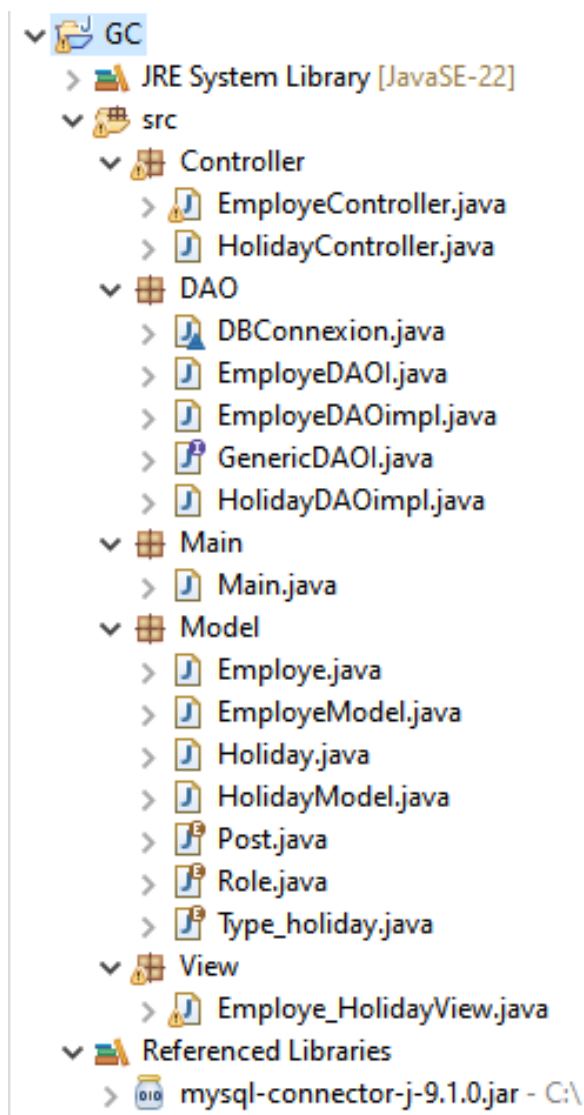 GC
JRE System Library [JavaSE-22]
src
Controller
EmployeController.java
HolidayController.java
DAO
DBConnexion.java
EmployeDAOI.java
EmployeDAOimpl.java
GenericDAOI.java
HolidayDAOimpl.java
Main
Main.java
Model
Employe.java
EmployeModel.java
Holiday.java
HolidayModel.java
Post.java
Role.java
Type_holiday.java
View
Employe_HolidayView.java
Referenced Libraries
mysql-connector-j-9.1.0.jar - C:\